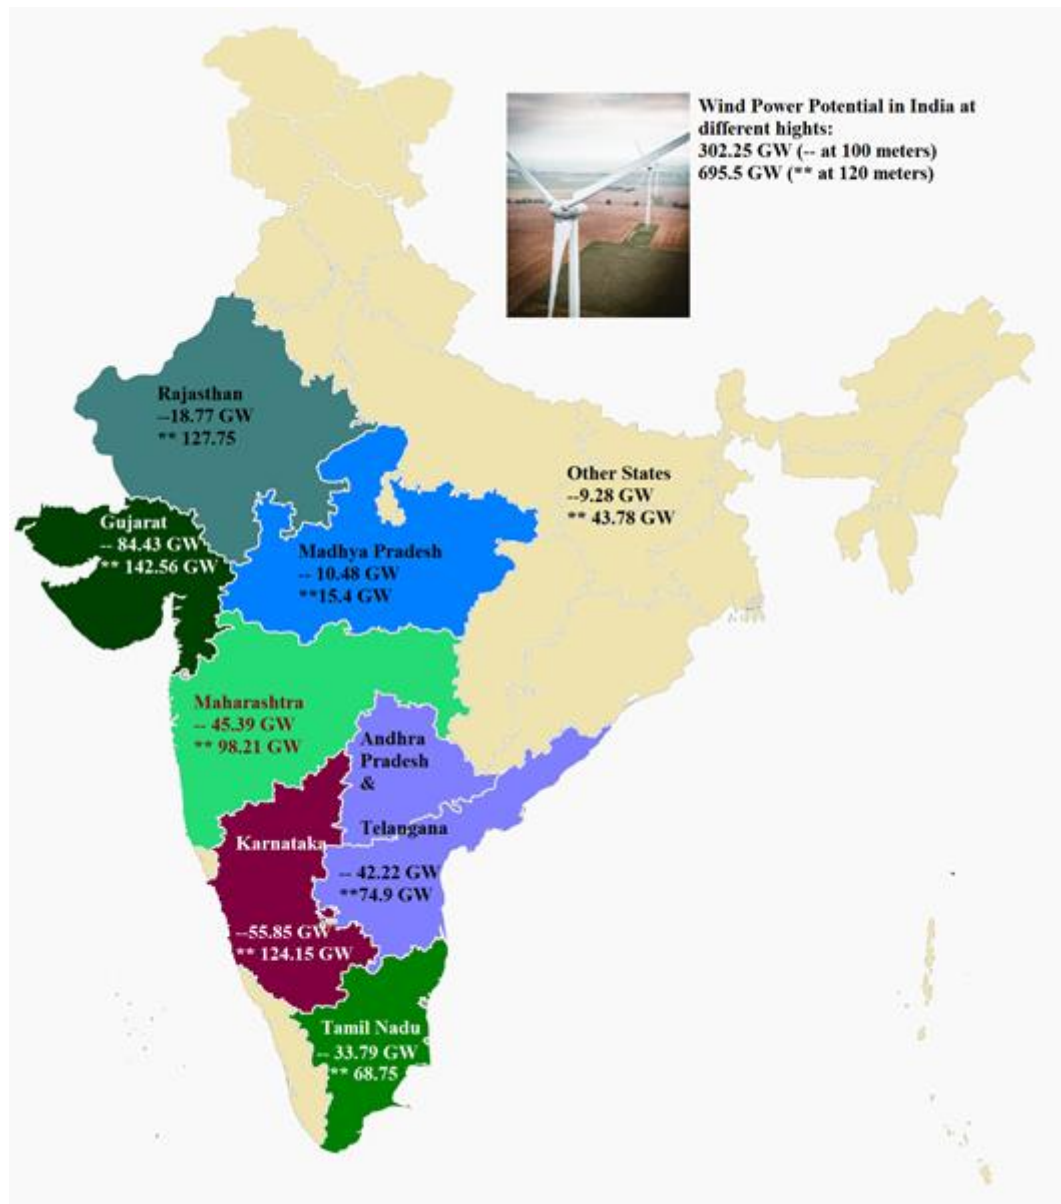 Wind Power Potential in India at
different hights:
302.25 GW (-- at 100 meters)
695.5 GW (** at 120 meters)
Rajasthan
--18.77 GW
** 127.75
Other States
--9.28 GW
** 43.78 GW
Gujarat
-- 84.43 GW
** 142.56 GW
Madhya Pradesh
-- 10.48 GW
**15.4 GW
Maharashtra
-- 45.39 GW
** 98.21 GW
Andhra
Pradesh
&
Telangana
-- 42.22 GW
**74.9 GW
Karnataka
--55.85 GW
** 124.15 GW
Tamil Nadu
-- 33.79 GW
** 68.75